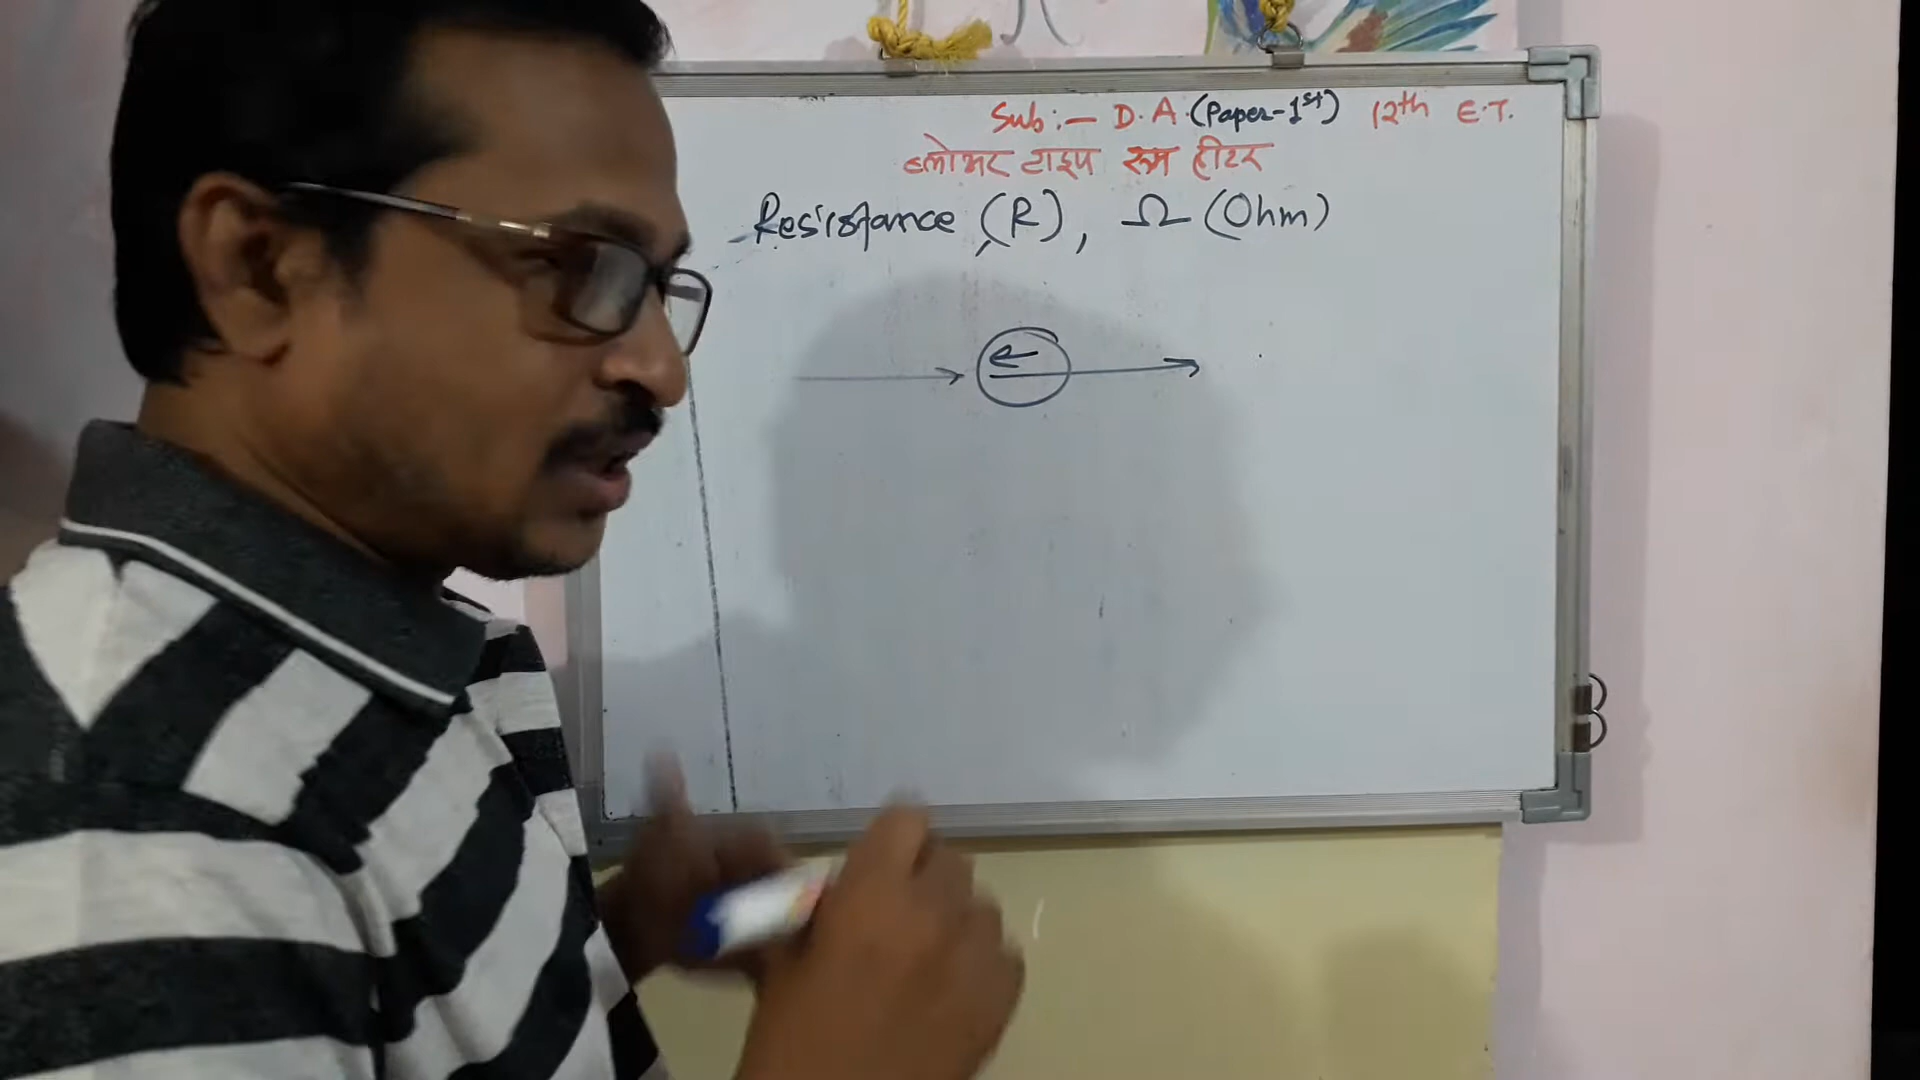 Sub:- D.A.(Paper-1st) 12th E.T.
ब्लोअर टाइप रूम हीटर
Resistance (R), Ω (Ohm)